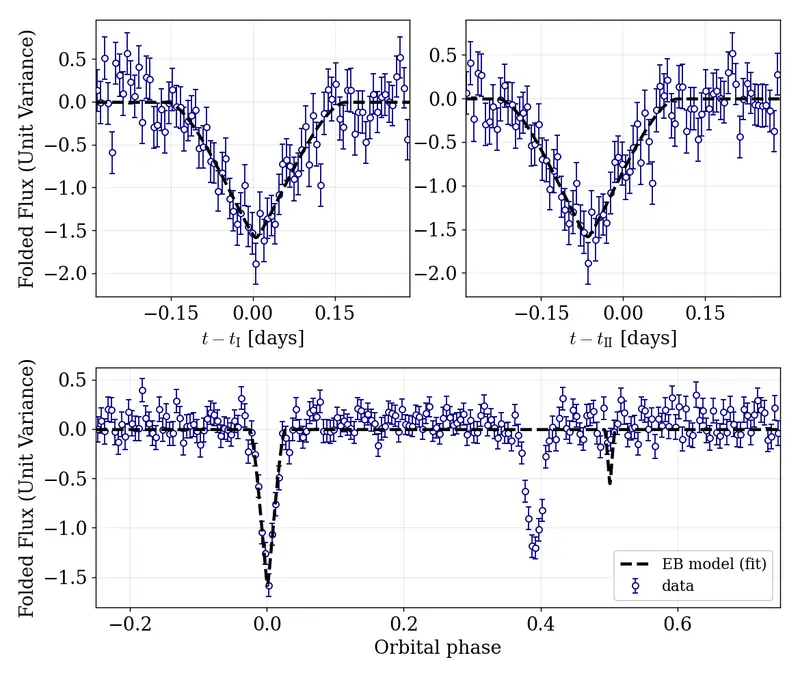 Folded Flux (Unit Variance)
0.5
0.0
−0.5
−1.0
−1.5
−2.0
−0.15 0.00 0.15
t − tI [days]
0.5
0.0
−0.5
−1.0
−1.5
−2.0
−0.15 0.00 0.15
t − tII [days]
Folded Flux (Unit Variance)
0.5
0.0
−0.5
−1.0
−1.5
−0.2 0.0 0.2 0.4 0.6
Orbital phase
EB model (fit)
data